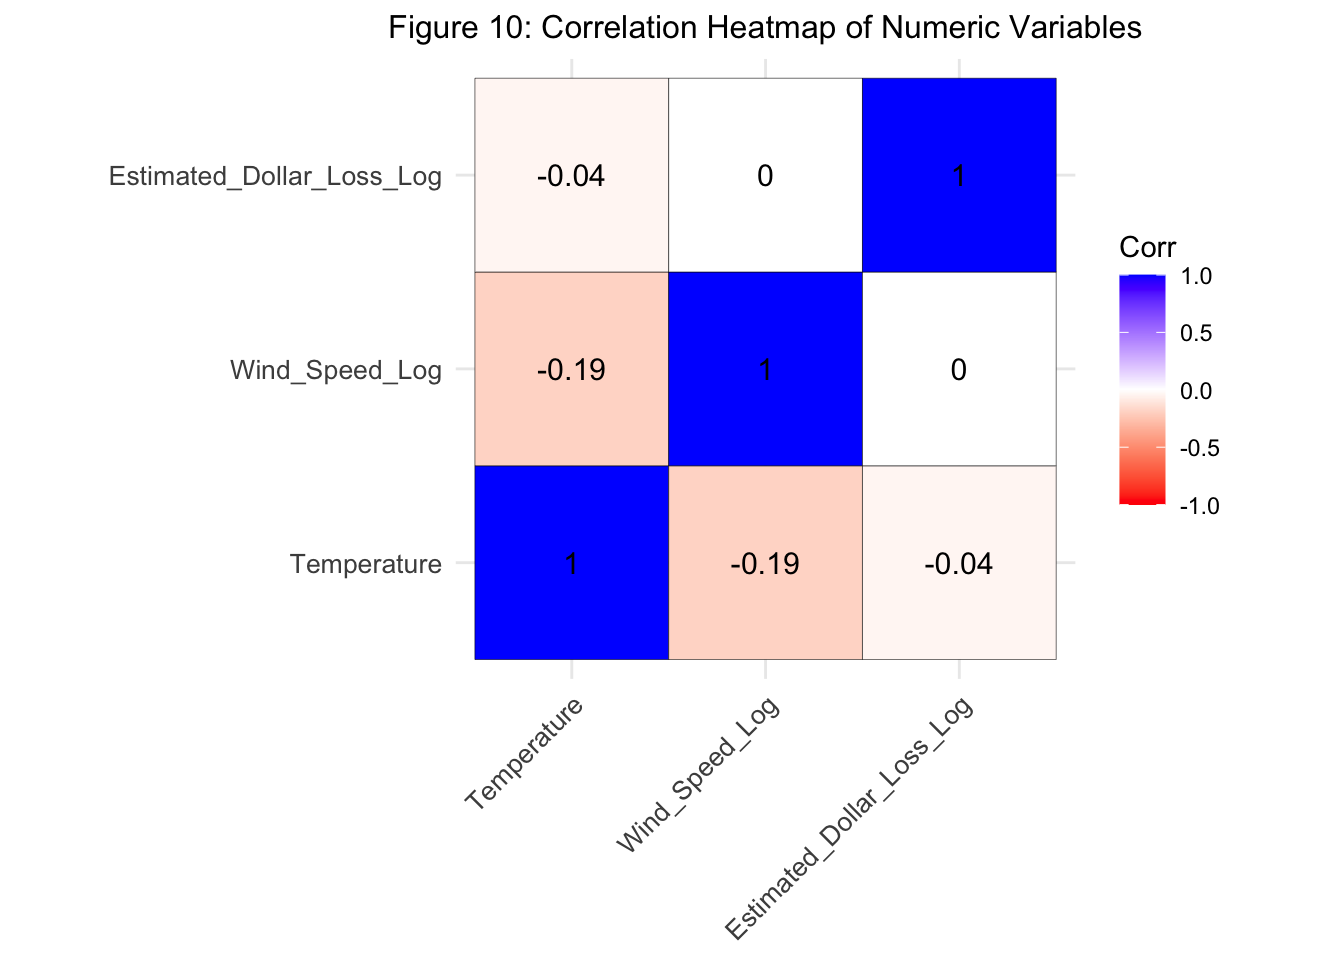 Figure 10: Correlation Heatmap of Numeric Variables
Estimated_Dollar_Loss_Log
-0.04
0
1
Wind_Speed_Log
-0.19
1
0
Temperature
1
-0.19
-0.04
Temperature
Wind_Speed_Log
Estimated_Dollar_Loss_Log
Corr
1.0
0.5
0.0
-0.5
-1.0